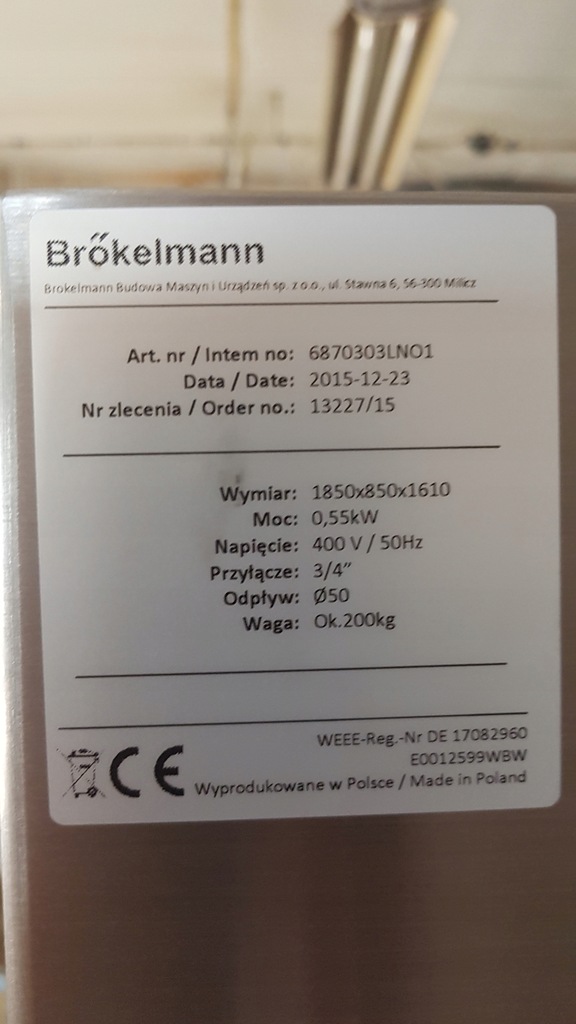 Brőkelmann
Brokelmann Budowa Maszyn i Urządzeń sp. z o.o., ul. Stawna 6, 56-300 Milicz
Art. nr / Intem no: 6870303LNO1
Data / Date: 2015-12-23
Nr zlecenia / Order no.: 13227/15
Wymiar: 1850x850x1610
Moc: 0,55kW
Napięcie: 400 V / 50Hz
Przyłącze: 3/4”
Odpływ: Ø50
Waga: Ok.200kg
WEEE-Reg.-Nr DE 17082960
E0012599WBW
CE Wyprodukowane w Polsce / Made in Poland